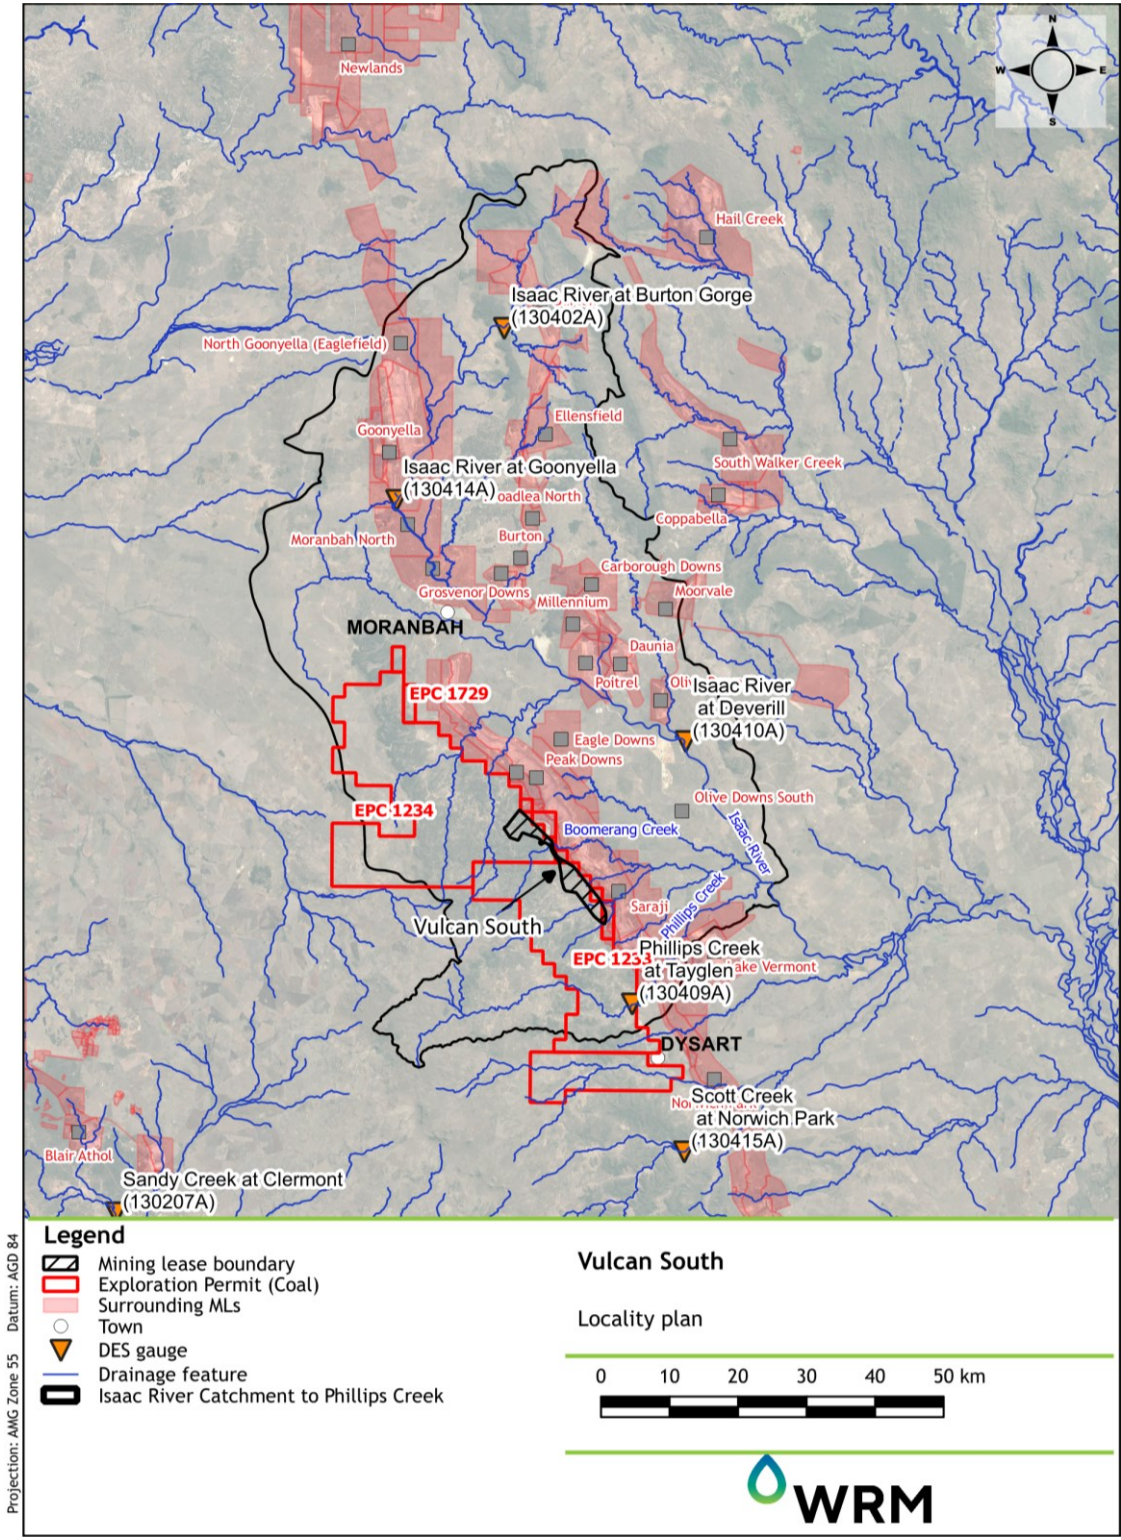 N
W
E
S
Newlands
Hail Creek
Isaac River at Burton Gorge
(130402A)
North Goonyella (Eaglefield)
Ellensfield
Goonyella
South Walker Creek
Isaac River at Goonyella
(130414A)
oadlea North
Coppabella
Burton
Moranbah North
Carborough Downs
Grosvenor Downs
Moorvale
Millennium
MORANBAH
Daunia
Poitrel
Isaac River
at Deverill
(130410A)
EPC 1729
Eagle Downs
Peak Downs
Olive Downs South
EPC 1234
Boomerang Creek
Isaac River
Phillips Creek
Saraji
Vulcan South
Phillips Creek
at Tayglen
(130409A)
EPC 1233
ake Vermont
DYSART
Scott Creek
at Norwich Park
(130415A)
Blair Athol
Sandy Creek at Clermont
(130207A)
Projection: AMG Zone 55 Datum: AGD 84
Legend
Mining lease boundary
Exploration Permit (Coal)
Surrounding MLs
Town
DES gauge
Drainage feature
Isaac River Catchment to Phillips Creek
Vulcan South
Locality plan
0 10 20 30 40 50 km
WRM